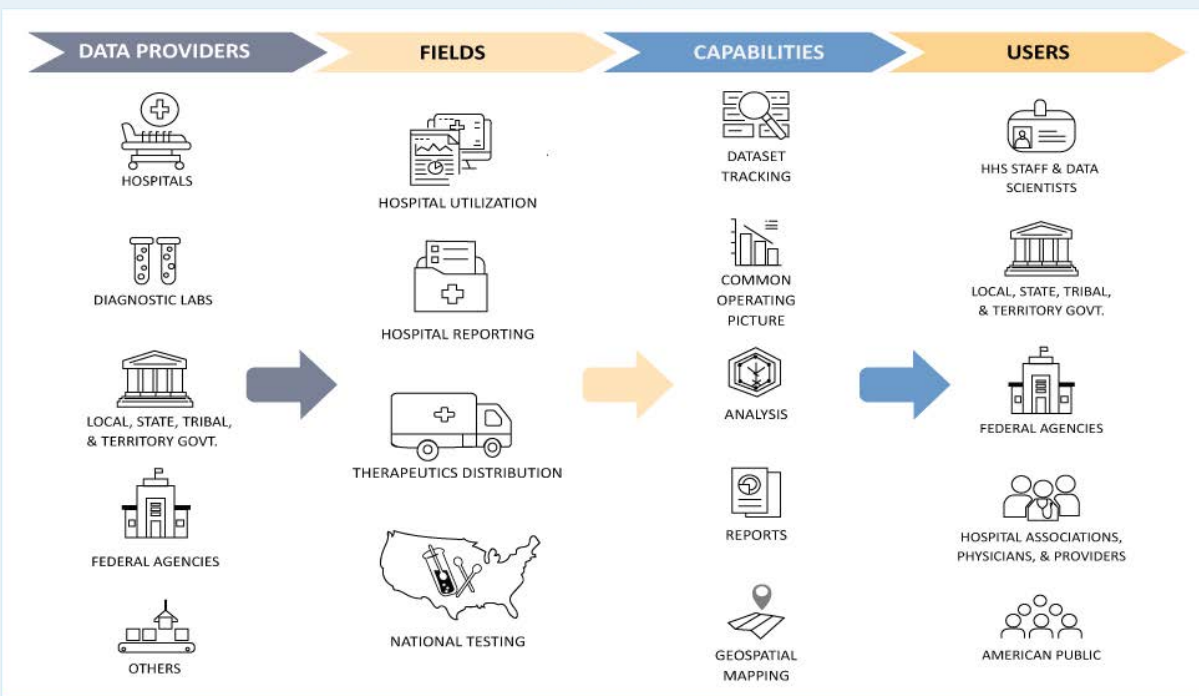 DATA PROVIDERS
FIELDS
CAPABILITIES
USERS
HOSPITALS
DIAGNOSTIC LABS
LOCAL, STATE, TRIBAL,
& TERRITORY GOVT.
FEDERAL AGENCIES
OTHERS
HOSPITAL UTILIZATION
HOSPITAL REPORTING
THERAPEUTICS DISTRIBUTION
NATIONAL TESTING
DATASET
TRACKING
COMMON
OPERATING
PICTURE
ANALYSIS
REPORTS
GEOSPATIAL
MAPPING
HHS STAFF & DATA
SCIENTISTS
LOCAL, STATE, TRIBAL,
& TERRITORY GOVT.
FEDERAL AGENCIES
HOSPITAL ASSOCIATIONS,
PHYSICIANS, & PROVIDERS
AMERICAN PUBLIC